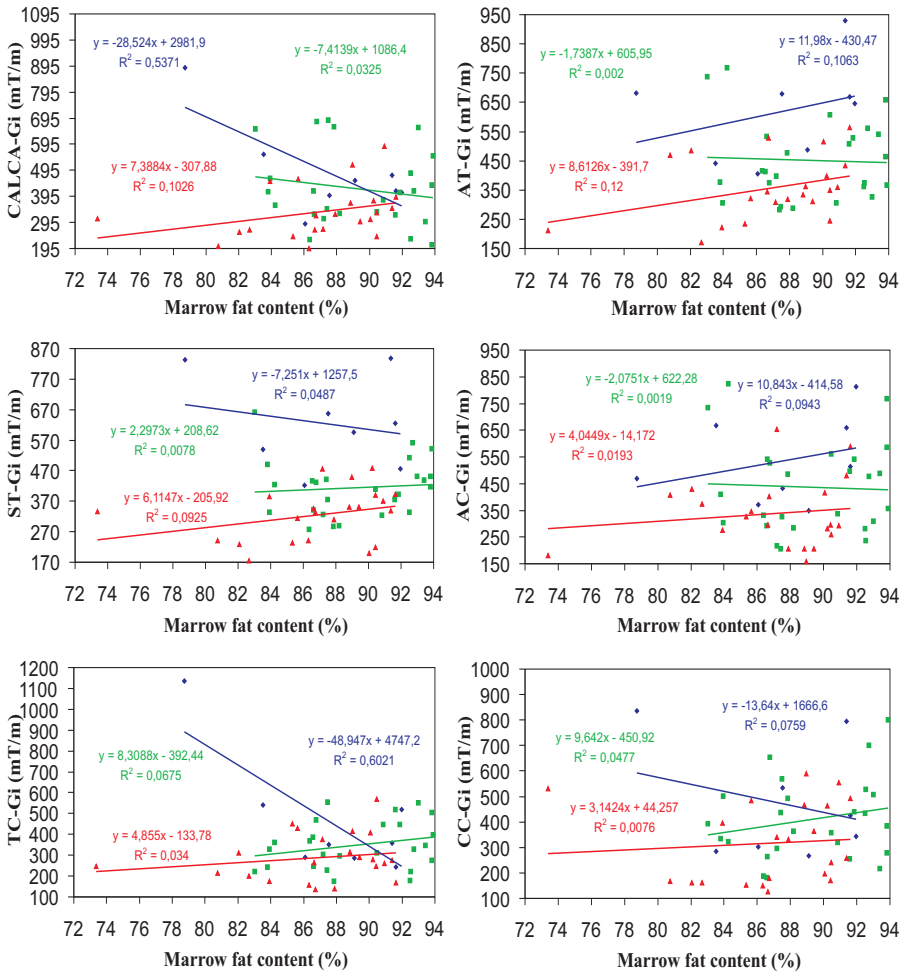 CALCA-Gi (mT/m)
1095
995
895
795
695
595
495
395
295
195
y = -28,524x + 2981,9
R² = 0,5371
y = -7,4139x + 1086,4
R² = 0,0325
y = 7,3884x - 307,88
R² = 0,1026
72 74 76 78 80 82 84 86 88 90 92 94
Marrow fat content (%)
AT-Gi (mT/m)
950
850
750
650
550
450
350
250
150
y = -1,7387x + 605,95
R² = 0,002
y = 11,98x - 430,47
R² = 0,1063
y = 8,6126x - 391,7
R² = 0,12
72 74 76 78 80 82 84 86 88 90 92 94
Marrow fat content (%)
ST-Gi (mT/m)
870
770
670
570
470
370
270
170
y = -7,251x + 1257,5
R² = 0,0487
y = 2,2973x + 208,62
R² = 0,0078
y = 6,1147x - 205,92
R² = 0,0925
72 74 76 78 80 82 84 86 88 90 92 94
Marrow fat content (%)
AC-Gi (mT/m)
950
850
750
650
550
450
350
250
150
y = -2,0751x + 622,28
R² = 0,0019
y = 10,843x - 414,58
R² = 0,0943
y = 4,0449x - 14,172
R² = 0,0193
72 74 76 78 80 82 84 86 88 90 92 94
Marrow fat content (%)
TC-Gi (mT/m)
1200
1100
1000
900
800
700
600
500
400
300
200
100
y = -48,947x + 4747,2
R² = 0,6021
y = 8,3088x - 392,44
R² = 0,0675
y = 4,855x - 133,78
R² = 0,034
72 74 76 78 80 82 84 86 88 90 92 94
Marrow fat content (%)
CC-Gi (mT/m)
1000
900
800
700
600
500
400
300
200
100
y = -13,64x + 1666,6
R² = 0,0759
y = 9,642x - 450,92
R² = 0,0477
y = 3,1424x + 44,257
R² = 0,0076
72 74 76 78 80 82 84 86 88 90 92 94
Marrow fat content (%)